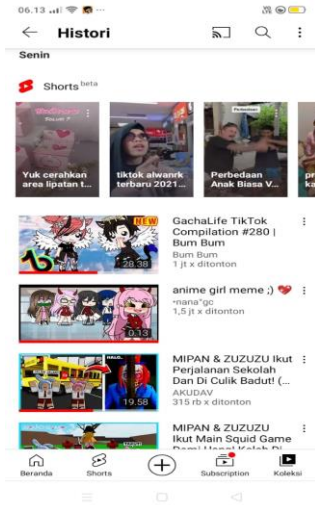 06.13
Histori
Senin
Shorts beta
Yuk cerahkan
area lipatan t...
tiktok alwanrk
terbaru 2021...
Perbedaan
Anak Biasa V...
pr
ka
NEW
28.38
GachaLife TikTok
Compilation #280 |
Bum Bum
Bum Bum
1 jt x ditonton
0.13
anime girl meme ;) 💖
•nana°gc
1,5 jt x ditonton
19.58
MIPAN & ZUZUZU Ikut
Perjalanan Sekolah
Dan Di Culik Badut! (...
AKUDAV
315 rb x ditonton
MIPAN & ZUZUZU
Ikut Main Squid Game
Beranda
Shorts
Subscription
Koleksi